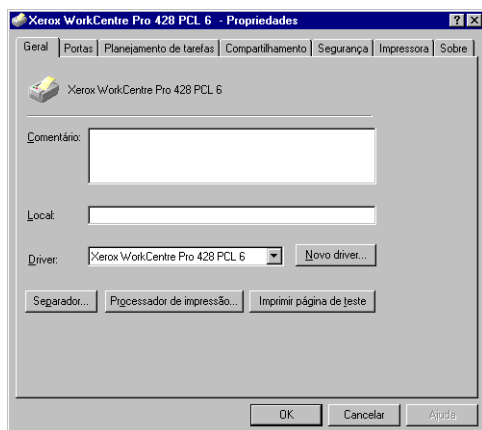 Xerox WorkCentre Pro 428 PCL 6 - Propriedades
Geral Portas Planejamento de tarefas Compartilhamento Segurança Impressora Sobre
Xerox WorkCentre Pro 428 PCL 6
Comentário:
Local:
Driver: Xerox WorkCentre Pro 428 PCL 6 Novo driver...
Separador... Processador de impressão... Imprimir página de teste
OK Cancelar Ajuda